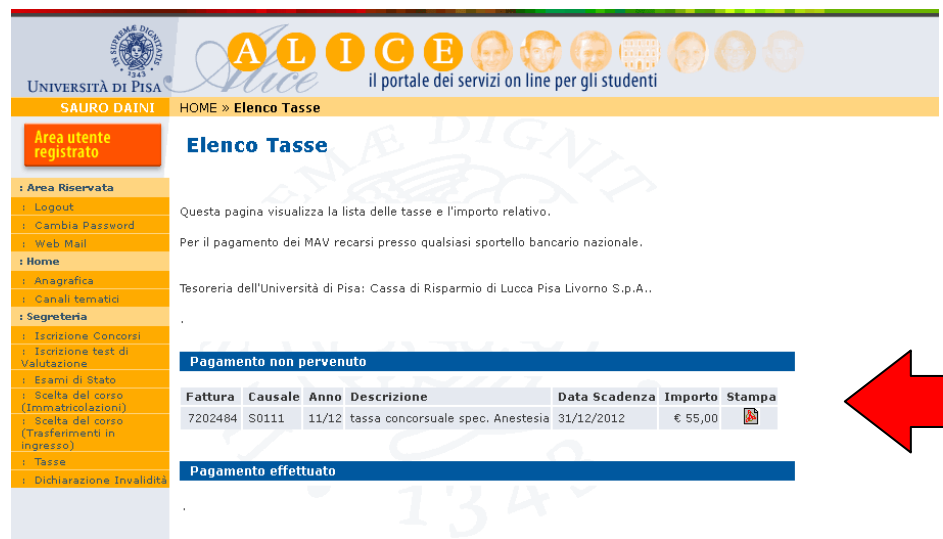 IN SUPREMÆ DIGNITATIS
1343
UNIVERSITÀ DI PISA
Alice
ALICE
il portale dei servizi on line per gli studenti
SAURO DAINI
HOME » Elenco Tasse
Area utente
registrato
: Area Riservata
: Logout
: Cambia Password
: Web Mail
: Home
: Anagrafica
: Canali tematici
: Segreteria
: Iscrizione Concorsi
: Iscrizione test di
Valutazione
: Esami di Stato
: Scelta del corso
(Immatricolazioni)
: Scelta del corso
(Trasferimenti in
ingresso)
: Tasse
: Dichiarazione Invalidità
Elenco Tasse
Questa pagina visualizza la lista delle tasse e l'importo relativo.
Per il pagamento dei MAV recarsi presso qualsiasi sportello bancario nazionale.
Tesoreria dell'Università di Pisa: Cassa di Risparmio di Lucca Pisa Livorno S.p.A..
.
Pagamento non pervenuto
Fattura Causale Anno Descrizione Data Scadenza Importo Stampa
7202484 S0111 11/12 tassa concorsuale spec. Anestesia 31/12/2012 € 55,00
Pagamento effettuato
.
1343